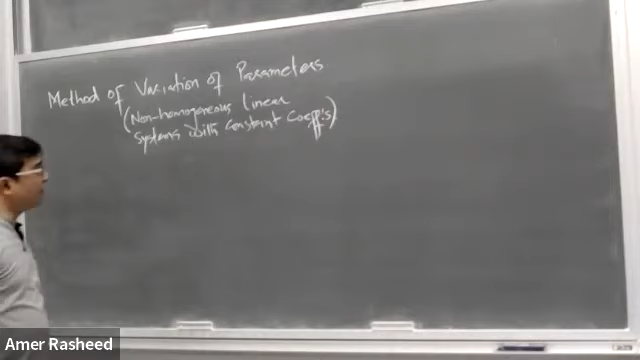 Method of Variation of Parameters
(Non-homogeneous linear
Systems with Constant Coeff's)
Amer Rasheed